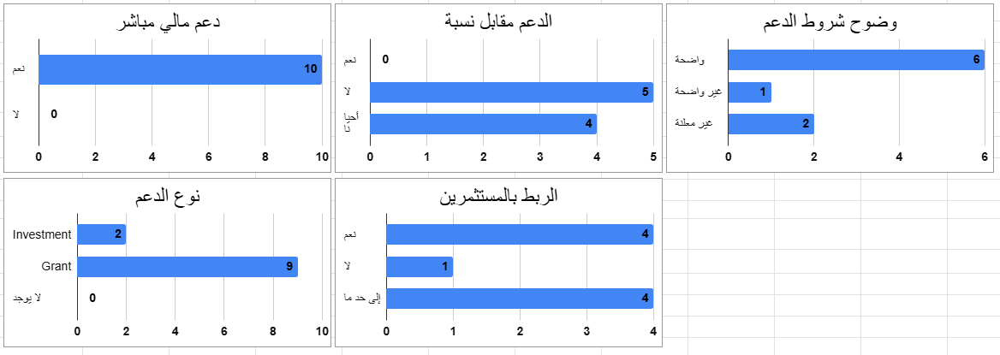 دعم مالي مباشر
نعم
10
لا
0
0 2 4 6 8 10
الدعم مقابل نسبة
نعم
0
لا
5
أحيا
نا
4
0 1 2 3 4 5
وضوح شروط الدعم
واضحة
6
غير واضحة
1
غير معلنة
2
0 2 4 6
نوع الدعم
Investment
2
Grant
9
لا يوجد
0
0 2 4 6 8 10
الربط بالمستثمرين
نعم
4
لا
1
إلى حد ما
4
0 1 2 3 4